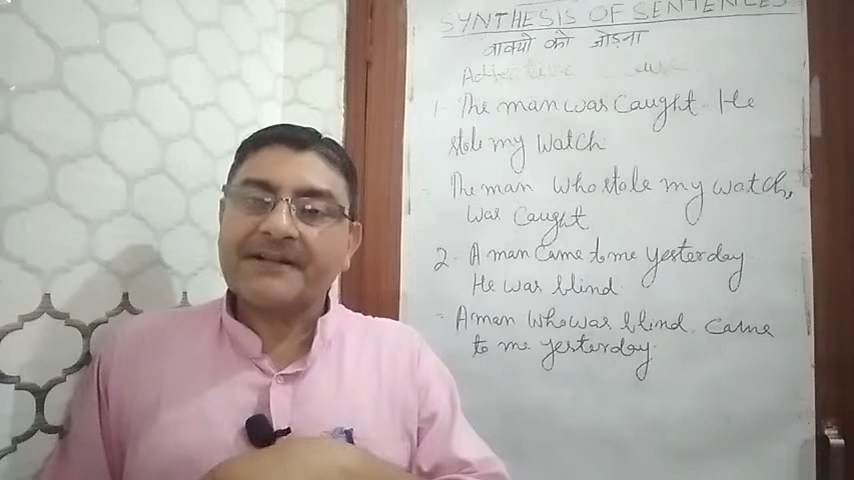 SYNTHESIS OF SENTENCES
वाक्यो को जोड़ना
1- The man was caught. He
stole my watch.
= The man who stole my watch,
was caught
2- A man came to me yesterday
He was blind.
= A man who was blind, came
to me yesterday.